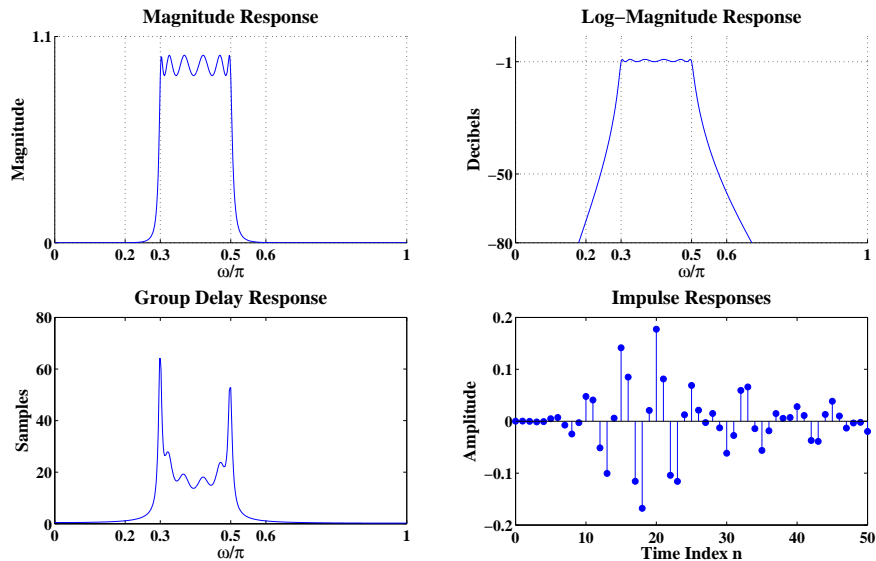 Magnitude Response
1.1
0
Magnitude
0 0.2 0.3 0.5 0.6 1
ω/π
Log−Magnitude Response
−1
−50
−80
Decibels
0 0.2 0.3 0.5 0.6 1
ω/π
Group Delay Response
80
60
40
20
0
Samples
0 0.2 0.3 0.5 0.6 1
ω/π
Impulse Responses
0.2
0.1
0
−0.1
−0.2
Amplitude
0 10 20 30 40 50
Time Index n